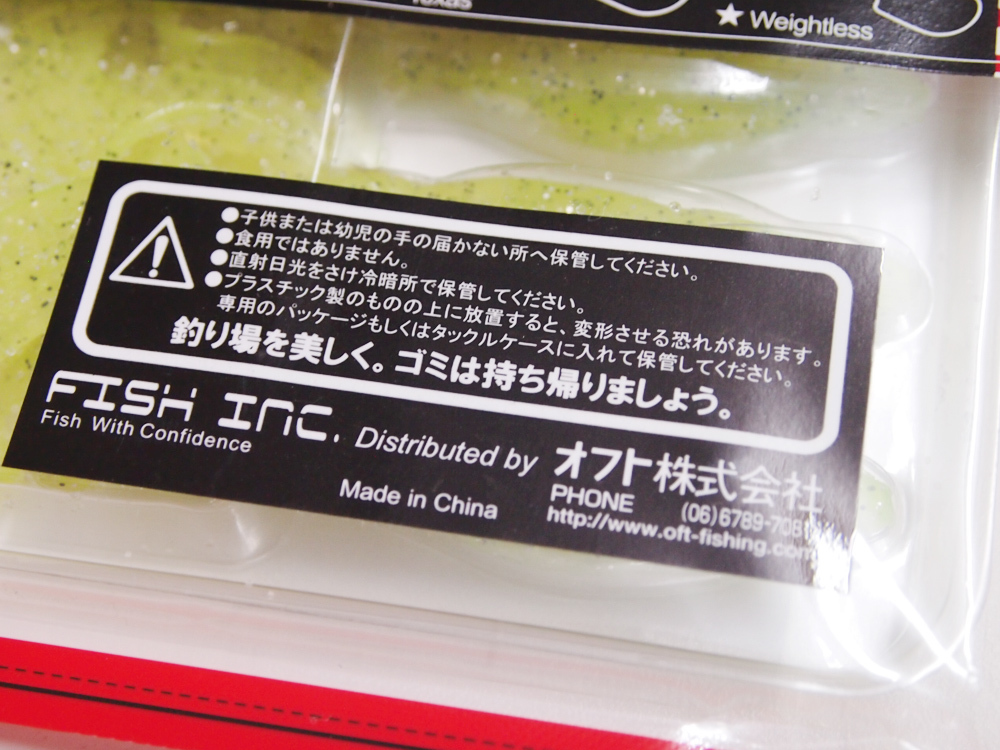 Texas
★ Weightless
●子供または幼児の手の届かない所へ保管してください。
●食用ではありません。
●直射日光をさけ冷暗所で保管してください。
●プラスチック製のものの上に放置すると、変形させる恐れがあります。
専用のパッケージもしくはタックルケースに入れて保管してください。
釣り場を美しく。ゴミは持ち帰りましょう。
FISH INC.
Fish With Confidence
Distributed by オフト株式会社
PHONE (06)6789-7081
Made in China
http://www.oft-fishing.com